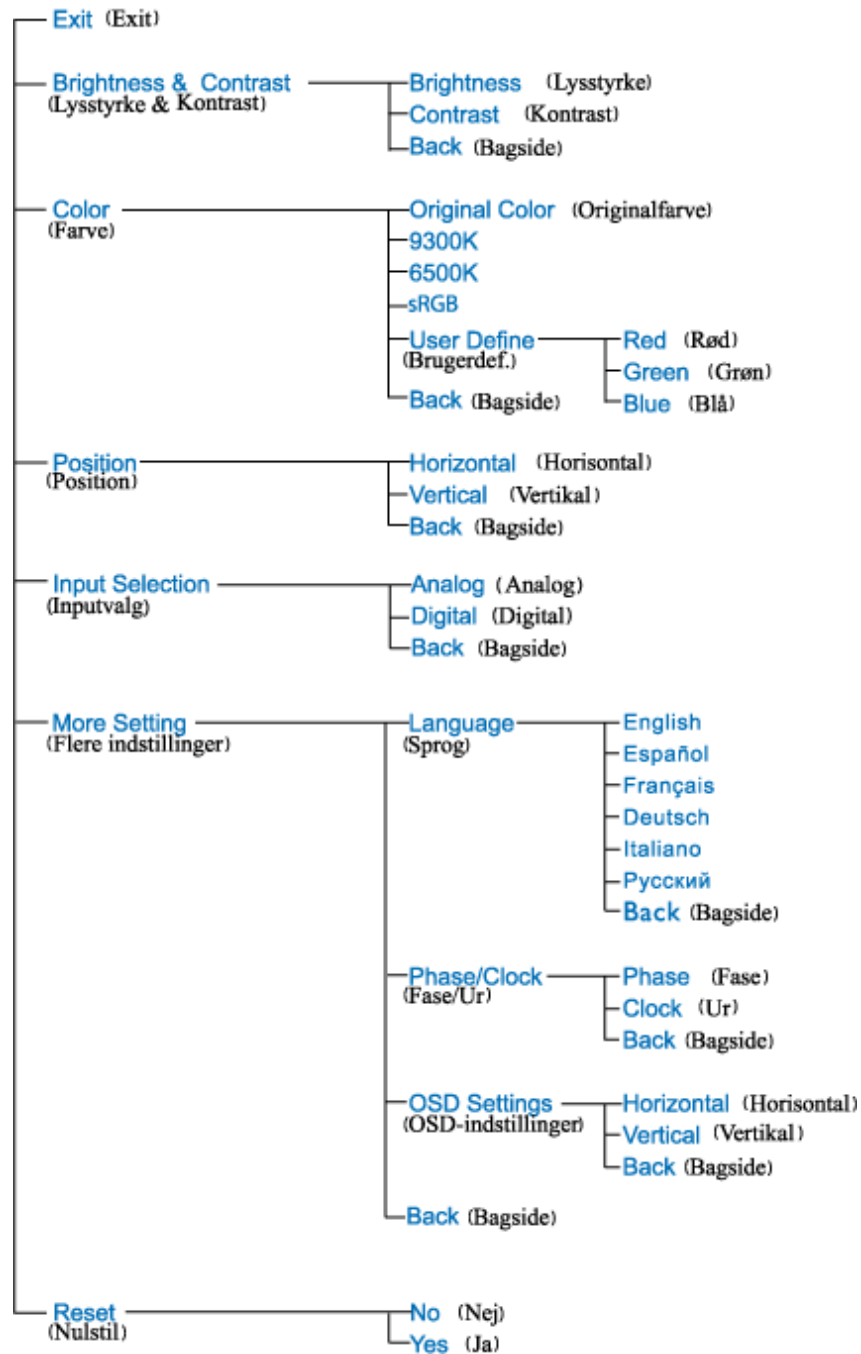 Exit (Exit)
Brightness & Contrast
(Lysstyrke & Kontrast)
Brightness (Lysstyrke)
Contrast (Kontrast)
Back (Bagside)
Color
(Farve)
Original Color (Originalfarve)
9300K
6500K
sRGB
User Define
(Brugerdef.)
Red (Rød)
Green (Grøn)
Blue (Blå)
Back (Bagside)
Position
(Position)
Horizontal (Horisontal)
Vertical (Vertikal)
Back (Bagside)
Input Selection
(Inputvalg)
Analog (Analog)
Digital (Digital)
Back (Bagside)
More Setting
(Flere indstillinger)
Language
(Sprog)
English
Español
Français
Deutsch
Italiano
Русский
Back (Bagside)
Phase/Clock
(Fase/Ur)
Phase (Fase)
Clock (Ur)
Back (Bagside)
OSD Settings
(OSD-indstillinger)
Horizontal (Horisontal)
Vertical (Vertikal)
Back (Bagside)
Back (Bagside)
Reset
(Nulstil)
No (Nej)
Yes (Ja)